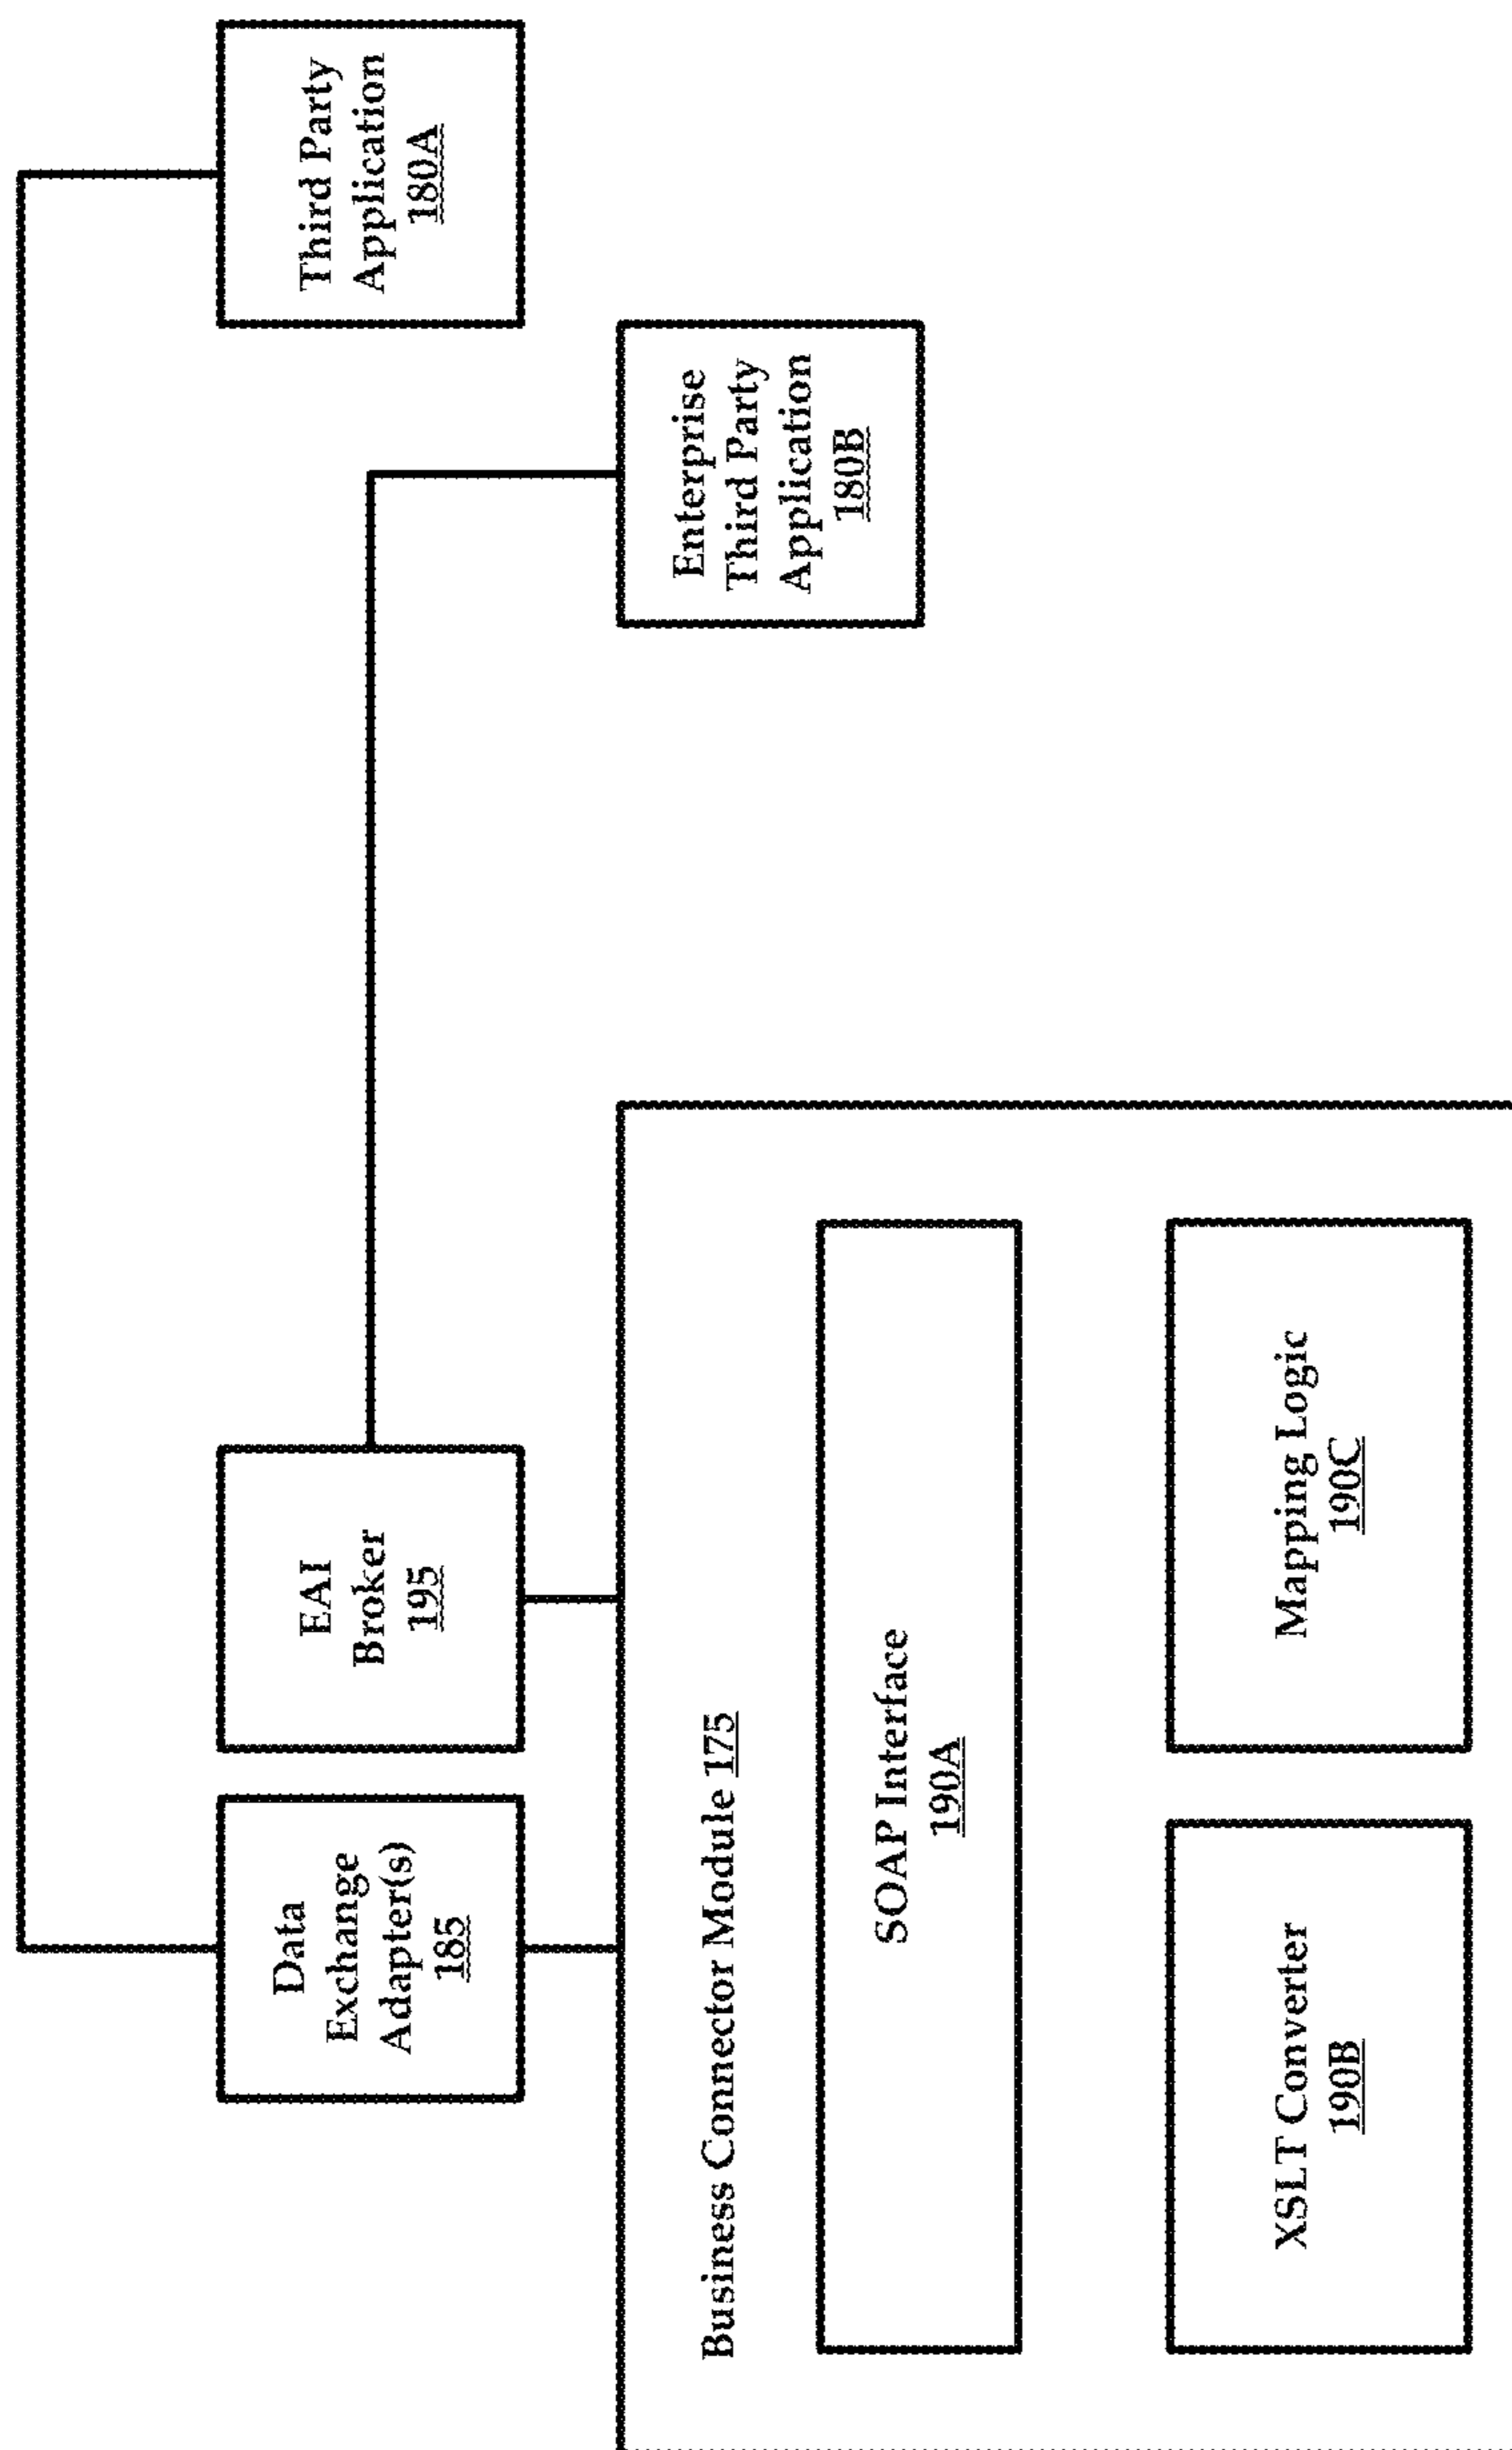 Third Party
Application
180A
Enterprise
Third Party
Application
180B
Data
Exchange
Adapter(s)
185
EAI
Broker
195
Business Connector Module 175
SOAP Interface
190A
XSLT Converter
190B
Mapping Logic
190C